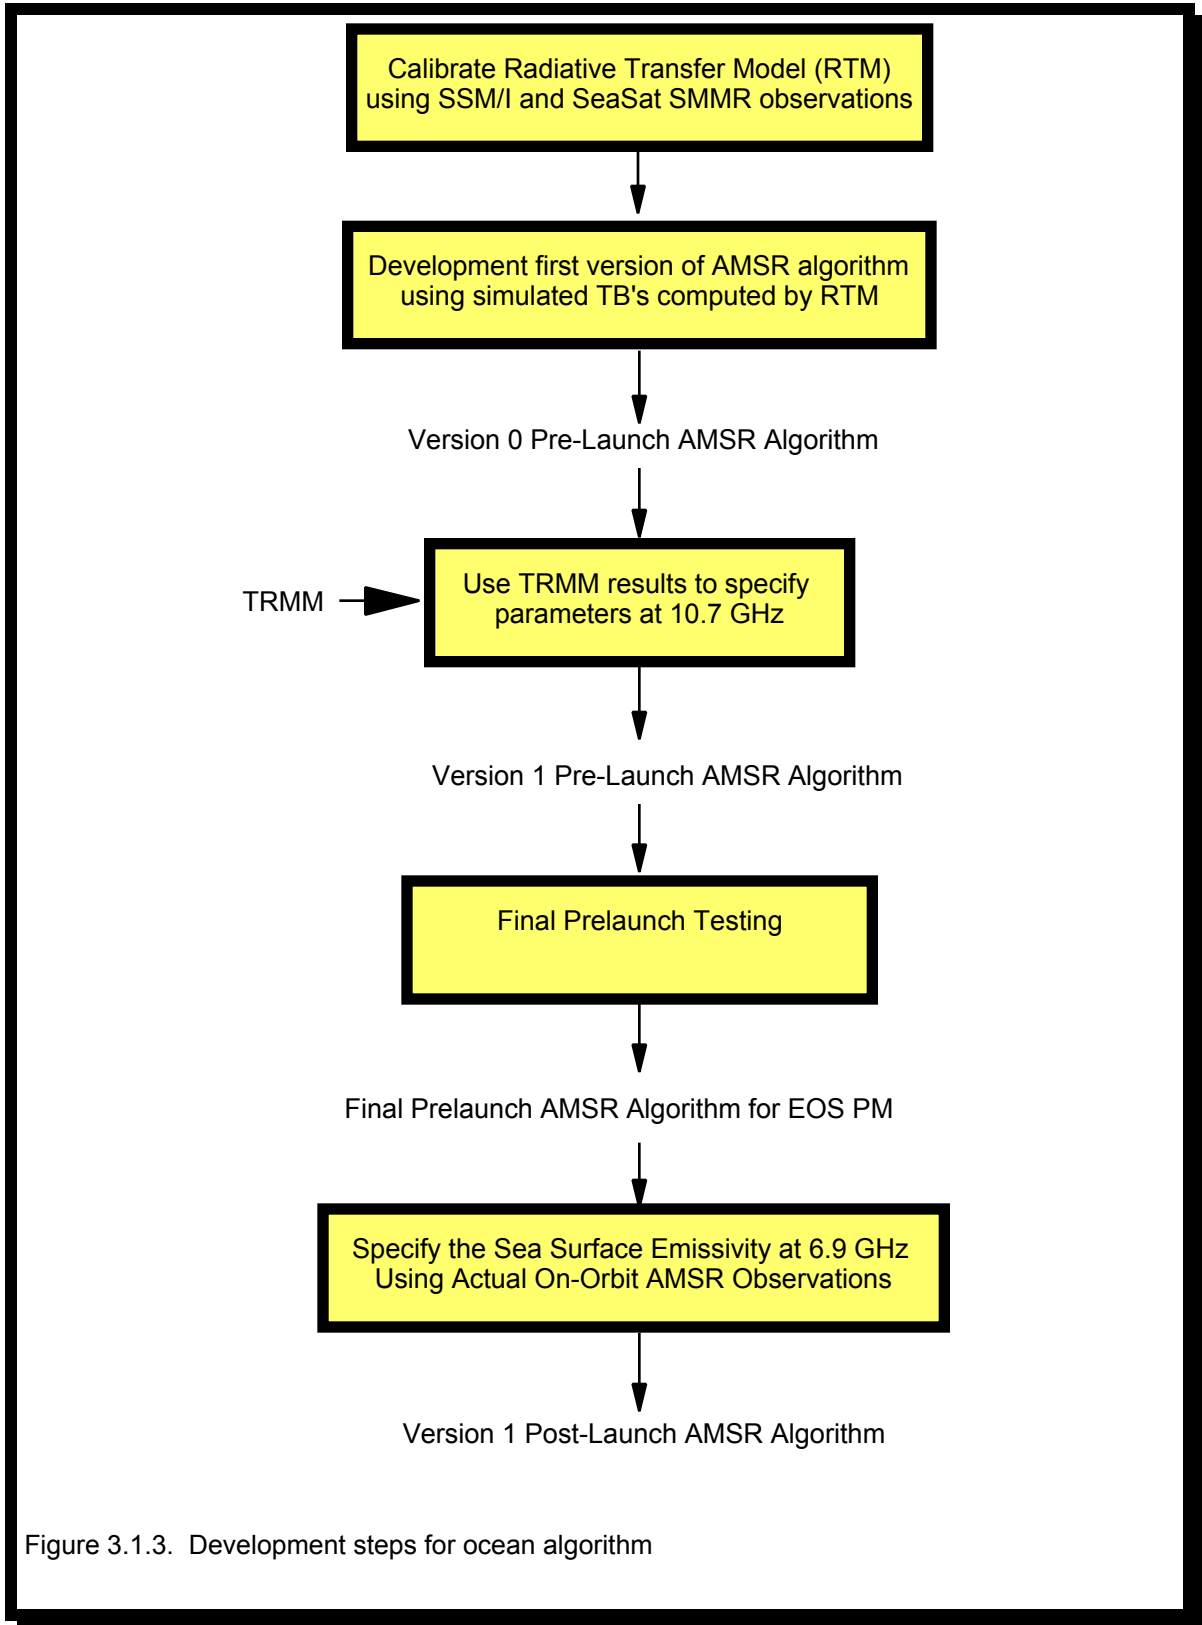 Calibrate Radiative Transfer Model (RTM)
using SSM/I and SeaSat SMMR observations
Development first version of AMSR algorithm
using simulated TB's computed by RTM
Version 0 Pre-Launch AMSR Algorithm
TRMM
Use TRMM results to specify
parameters at 10.7 GHz
Version 1 Pre-Launch AMSR Algorithm
Final Prelaunch Testing
Final Prelaunch AMSR Algorithm for EOS PM
Specify the Sea Surface Emissivity at 6.9 GHz
Using Actual On-Orbit AMSR Observations
Version 1 Post-Launch AMSR Algorithm
Figure 3.1.3.  Development steps for ocean algorithm